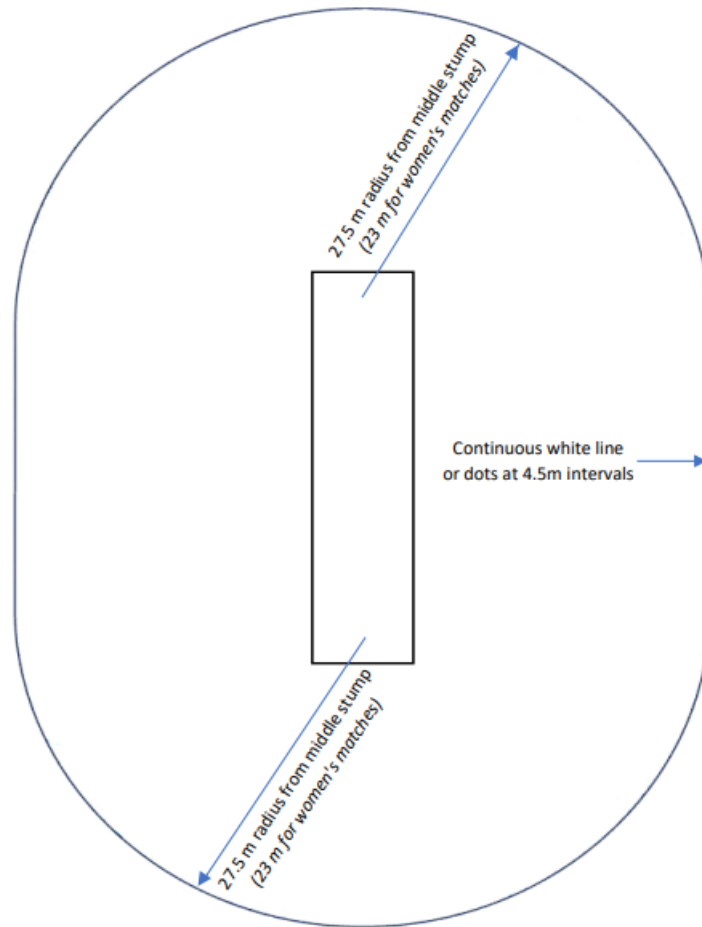 27.5 m radius from middle stump
(23 m for women's matches)
Continuous white line
or dots at 4.5m intervals
27.5 m radius from middle stump
(23 m for women's matches)